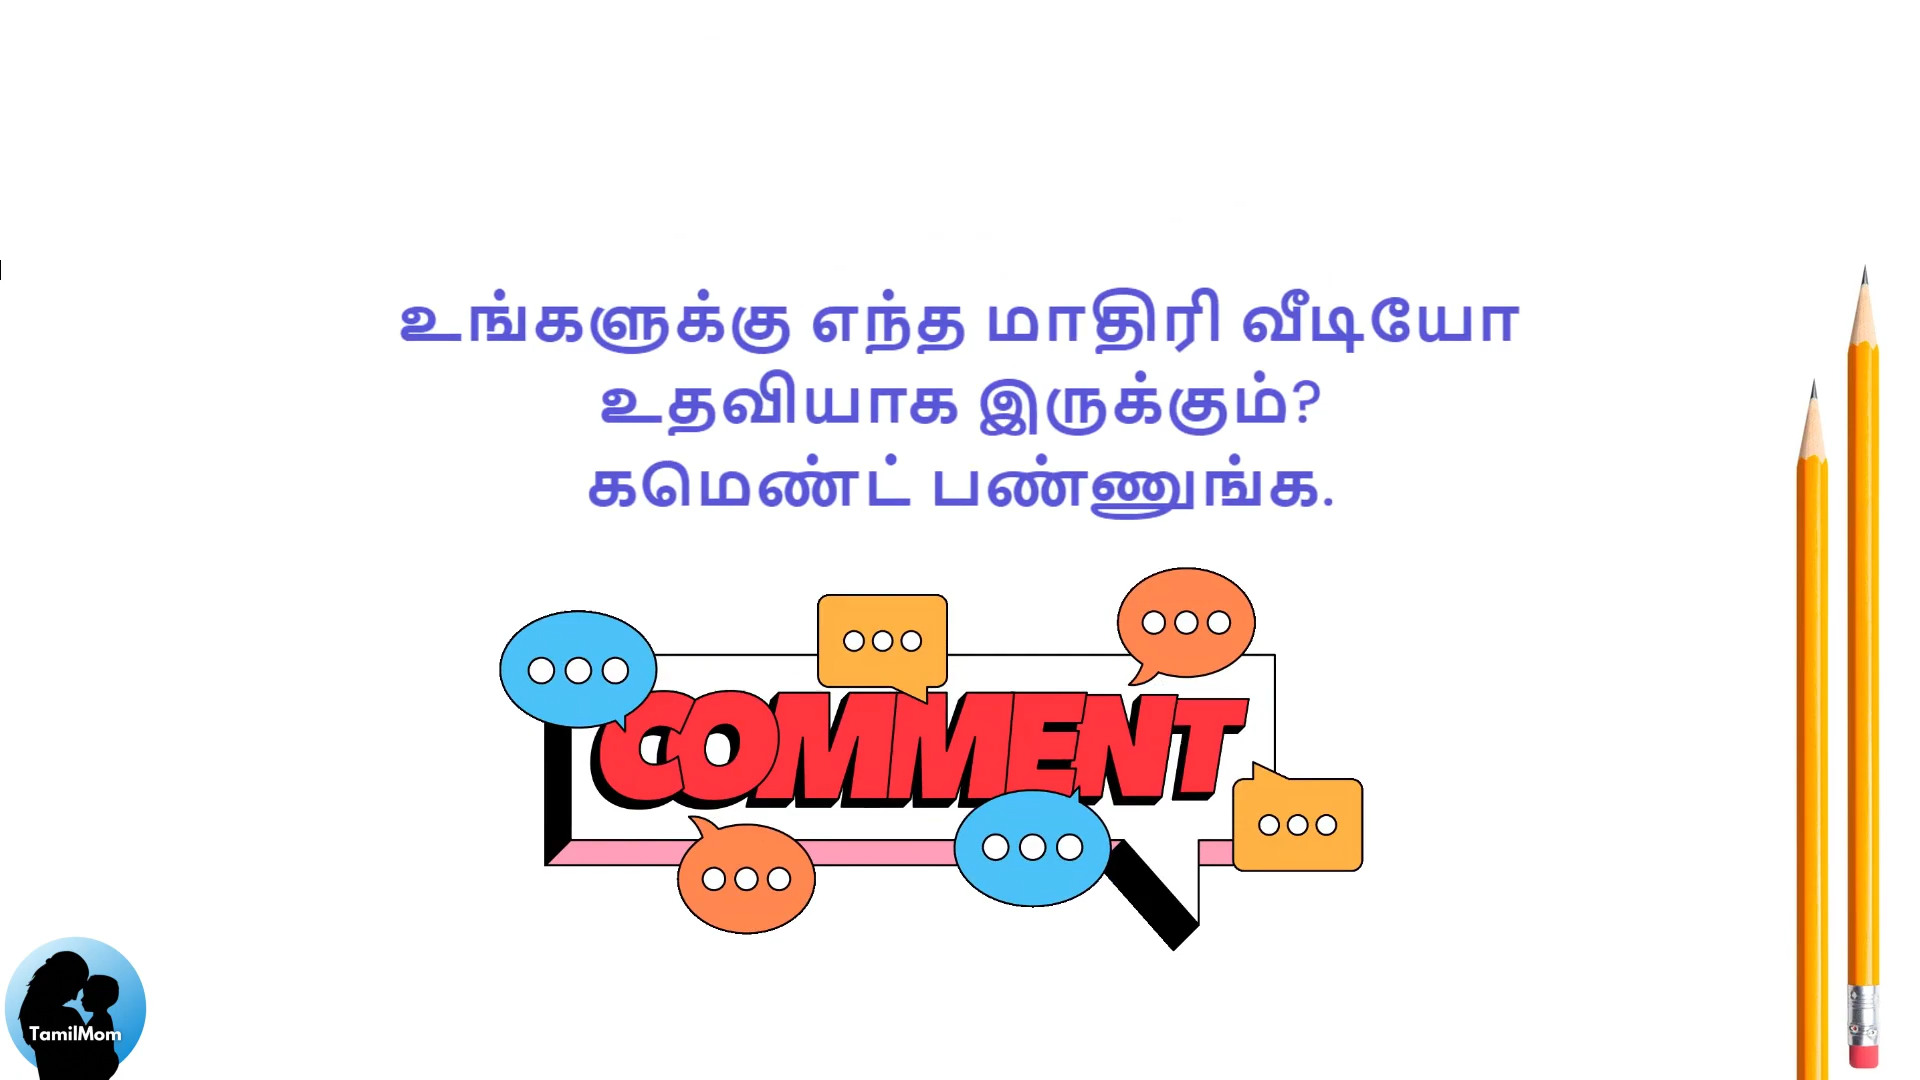 உங்களுக்கு எந்த மாதிரி வீடியோ
உதவியாக இருக்கும்?
கமெண்ட் பண்ணுங்க.
COMMENT
TamilMom